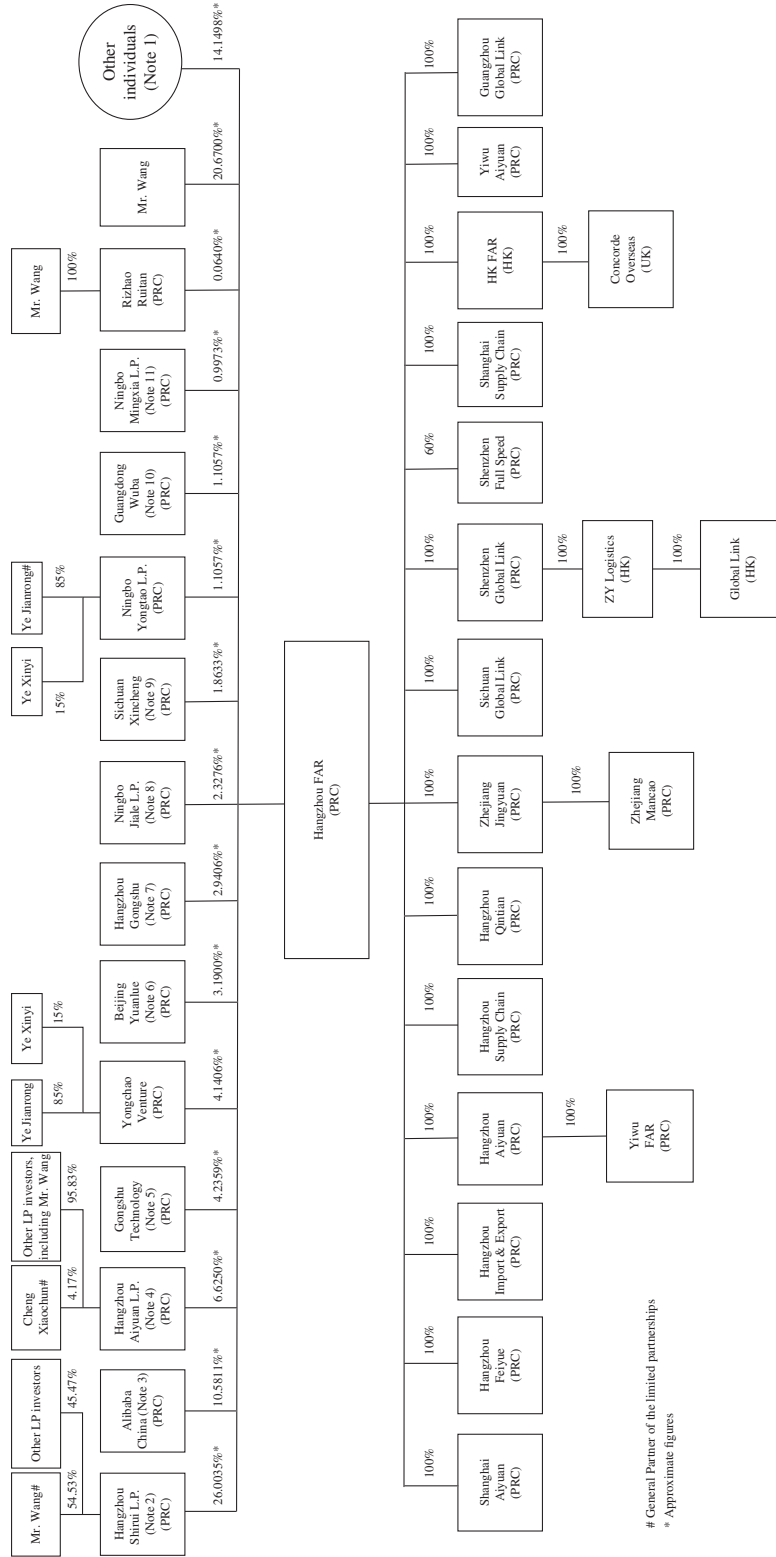 Mr. Wang#
Other LP investors
Cheng
Xiaochun#
Other LP investors,
including Mr. Wang
Ye Jianrong
Ye Xinyi
Ye Xinyi
Ye Jianrong#
Mr. Wang
54.53%
45.47%
4.17%
95.83%
85%
15%
15%
85%
100%
Hangzhou
Shirui L.P.
(Note 2)
(PRC)
Alibaba
China (Note 3)
(PRC)
Hangzhou
Aiyuan L.P.
(Note 4)
(PRC)
Gongshu
Technology
(Note 5)
(PRC)
Yongchao
Venture
(PRC)
Beijing
Yuanlue
(Note 6)
(PRC)
Hangzhou
Gongshu
(Note 7)
(PRC)
Ningbo
Jiale L.P.
(Note 8)
(PRC)
Sichuan
Xincheng
(Note 9)
(PRC)
Ningbo
Yongtao L.P.
(PRC)
Guangdong
Wuba
(Note 10)
(PRC)
Ningbo
Mingxia L.P.
(Note 11)
(PRC)
Rizhao
Ruitan
(PRC)
Mr. Wang
Other
individuals
(Note 1)
26.0035%*
10.5811%*
6.6250%*
4.2359%*
4.1406%*
3.1900%*
2.9406%*
2.3276%*
1.8633%*
1.1057%*
1.1057%*
0.9973%*
0.0640%*
20.6700%*
14.1498%*
Hangzhou FAR
(PRC)
100%
100%
100%
100%
100%
100%
100%
100%
100%
60%
100%
100%
100%
100%
Shanghai
Aiyuan
(PRC)
Hangzhou
Feiyue
(PRC)
Hangzhou
Import & Export
(PRC)
Hangzhou
Aiyuan
(PRC)
Hangzhou
Supply Chain
(PRC)
Hangzhou
Qintian
(PRC)
Zhejiang
Jingyuan
(PRC)
Sichuan
Global Link
(PRC)
Shenzhen
Global Link
(PRC)
Shenzhen
Full Speed
(PRC)
Shanghai
Supply Chain
(PRC)
HK FAR
(HK)
Yiwu
Aiyuan
(PRC)
Guangzhou
Global Link
(PRC)
100%
100%
100%
100%
Yiwu
FAR
(PRC)
Zhejiang
Mancao
(PRC)
ZY Logistics
(HK)
Concorde
Overseas
(UK)
100%
Global Link
(HK)
# General Partner of the limited partnerships
* Approximate figures